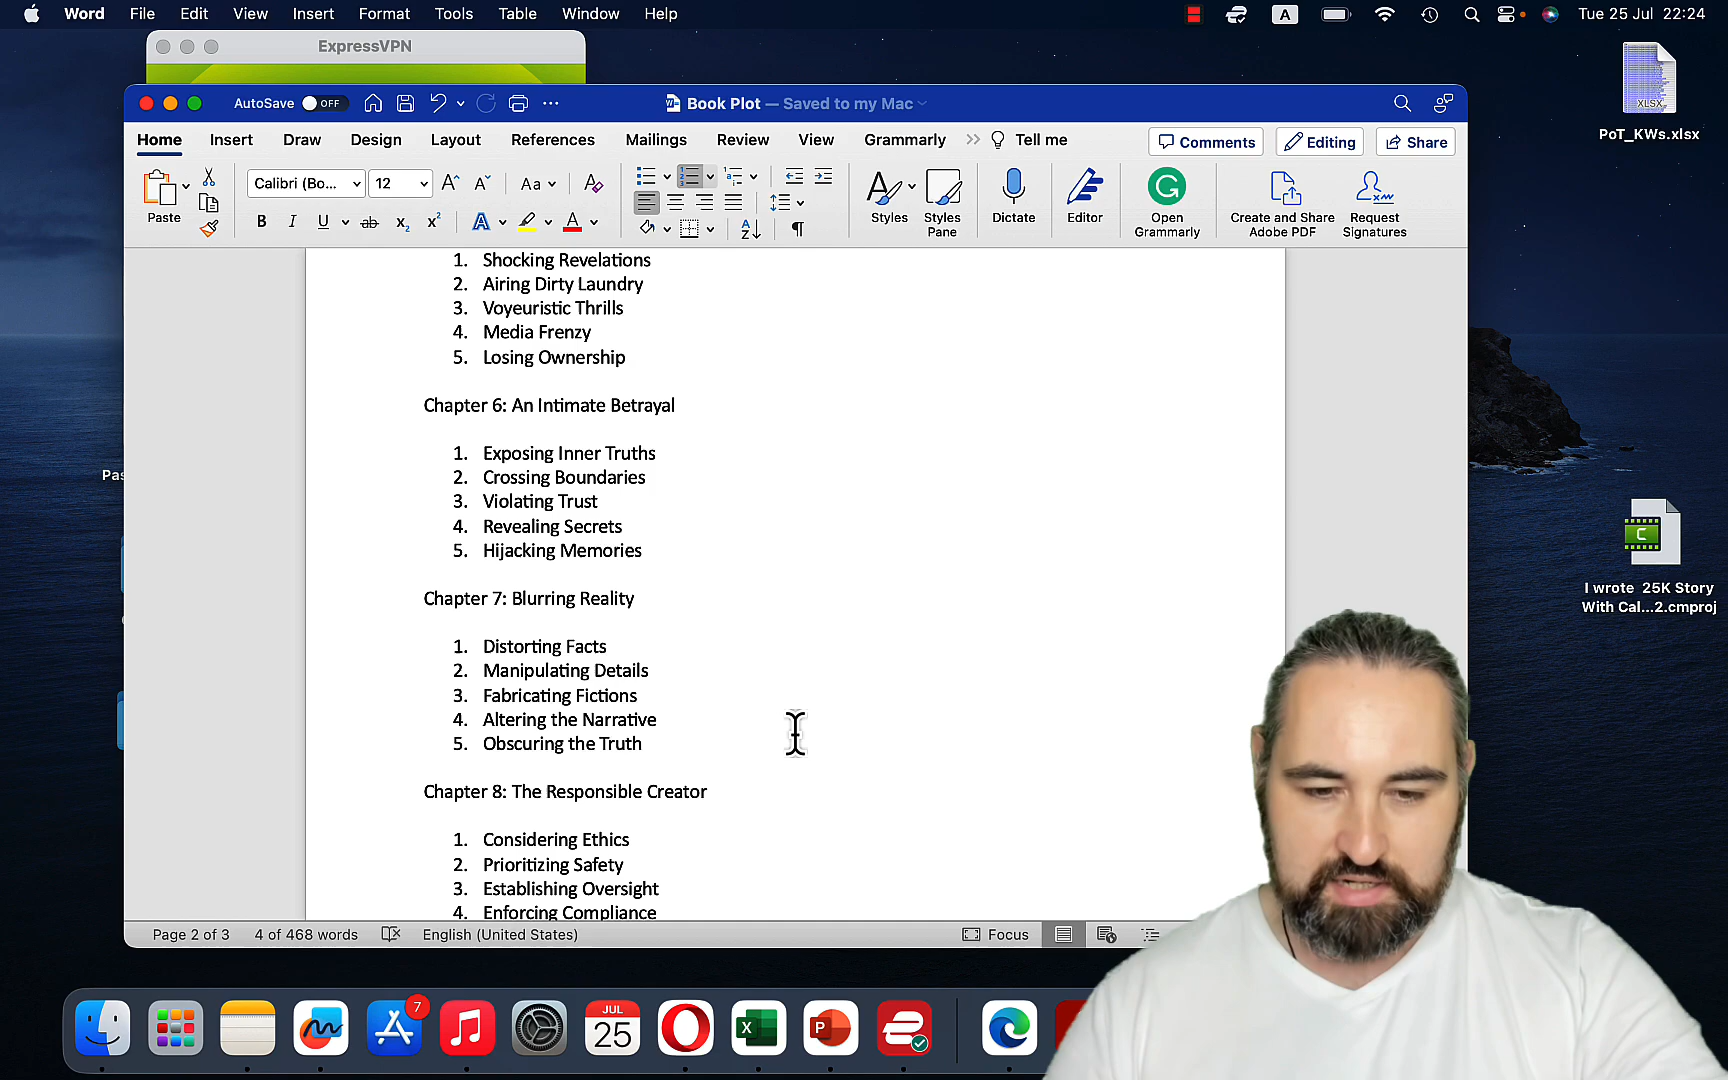 Word File Edit View Insert Format Tools Table Window Help A Tue 25 Jul 22:24
ExpressVPN
XLSX
PoT_KWs.xlsx
AutoSave OFF Book Plot — Saved to my Mac
Home Insert Draw Design Layout References Mailings Review View Grammarly Tell me Comments Editing Share
Calibri (Bo... 12 Aa
Paste Styles Styles Pane Dictate Editor Open Grammarly Create and Share Adobe PDF Request Signatures
1. Shocking Revelations
2. Airing Dirty Laundry
3. Voyeuristic Thrills
4. Media Frenzy
5. Losing Ownership
Chapter 6: An Intimate Betrayal
1. Exposing Inner Truths
2. Crossing Boundaries
3. Violating Trust
4. Revealing Secrets
5. Hijacking Memories
Chapter 7: Blurring Reality
1. Distorting Facts
2. Manipulating Details
3. Fabricating Fictions
4. Altering the Narrative
5. Obscuring the Truth
Chapter 8: The Responsible Creator
1. Considering Ethics
2. Prioritizing Safety
3. Establishing Oversight
4. Enforcing Compliance
Pas
C
I wrote 25K Story
With Cal...2.cmproj
Page 2 of 3 4 of 468 words English (United States) Focus
7
JUL
25